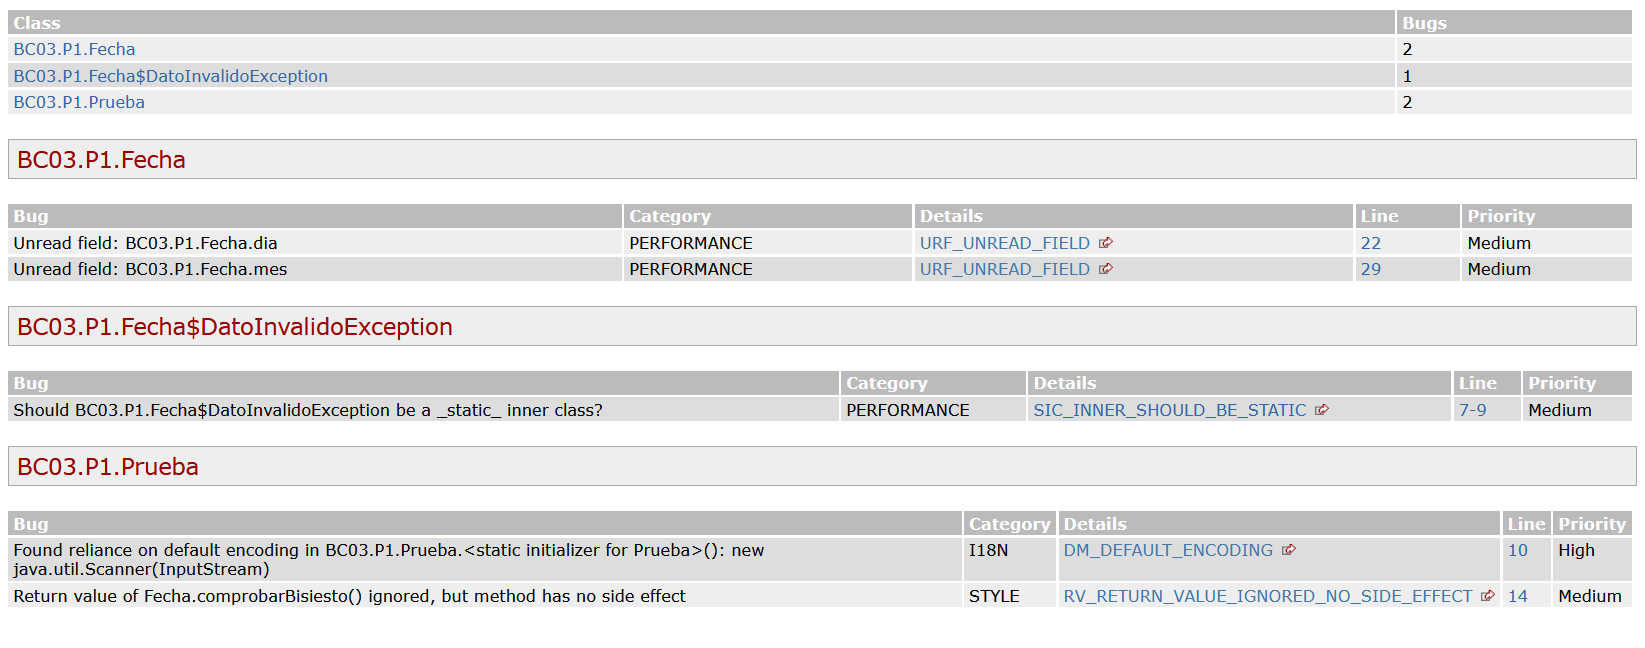 Class Bugs
BC03.P1.Fecha 2
BC03.P1.Fecha$DatoInvalidoException 1
BC03.P1.Prueba 2
BC03.P1.Fecha
Bug Category Details Line Priority
Unread field: BC03.P1.Fecha.dia PERFORMANCE URF_UNREAD_FIELD 22 Medium
Unread field: BC03.P1.Fecha.mes PERFORMANCE URF_UNREAD_FIELD 29 Medium
BC03.P1.Fecha$DatoInvalidoException
Bug Category Details Line Priority
Should BC03.P1.Fecha$DatoInvalidoException be a _static_ inner class? PERFORMANCE SIC_INNER_SHOULD_BE_STATIC 7-9 Medium
BC03.P1.Prueba
Bug Category Details Line Priority
Found reliance on default encoding in BC03.P1.Prueba.<static initializer for Prueba>(): new I18N DM_DEFAULT_ENCODING 10 High
java.util.Scanner(InputStream)
Return value of Fecha.comprobarBisiesto() ignored, but method has no side effect STYLE RV_RETURN_VALUE_IGNORED_NO_SIDE_EFFECT 14 Medium